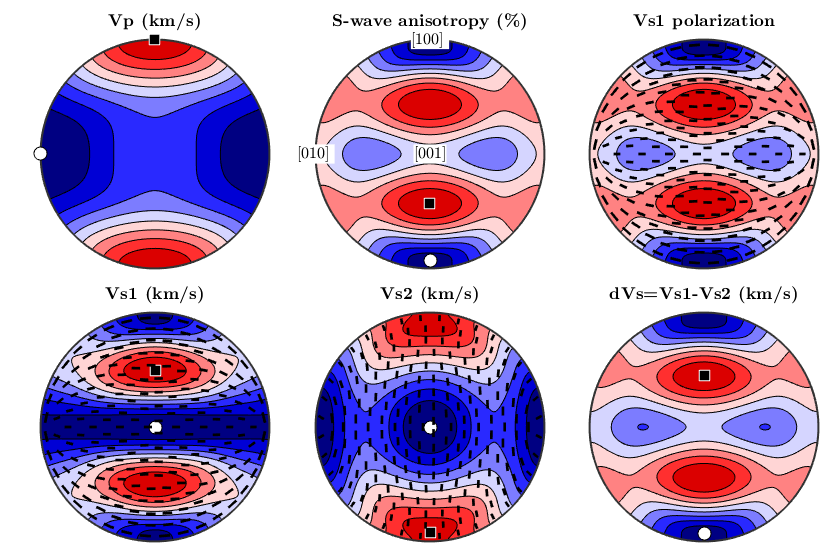 Vp (km/s)
S-wave anisotropy (%)
Vs1 polarization
[100]
[010]
[001]
Vs1 (km/s)
Vs2 (km/s)
dVs=Vs1-Vs2 (km/s)